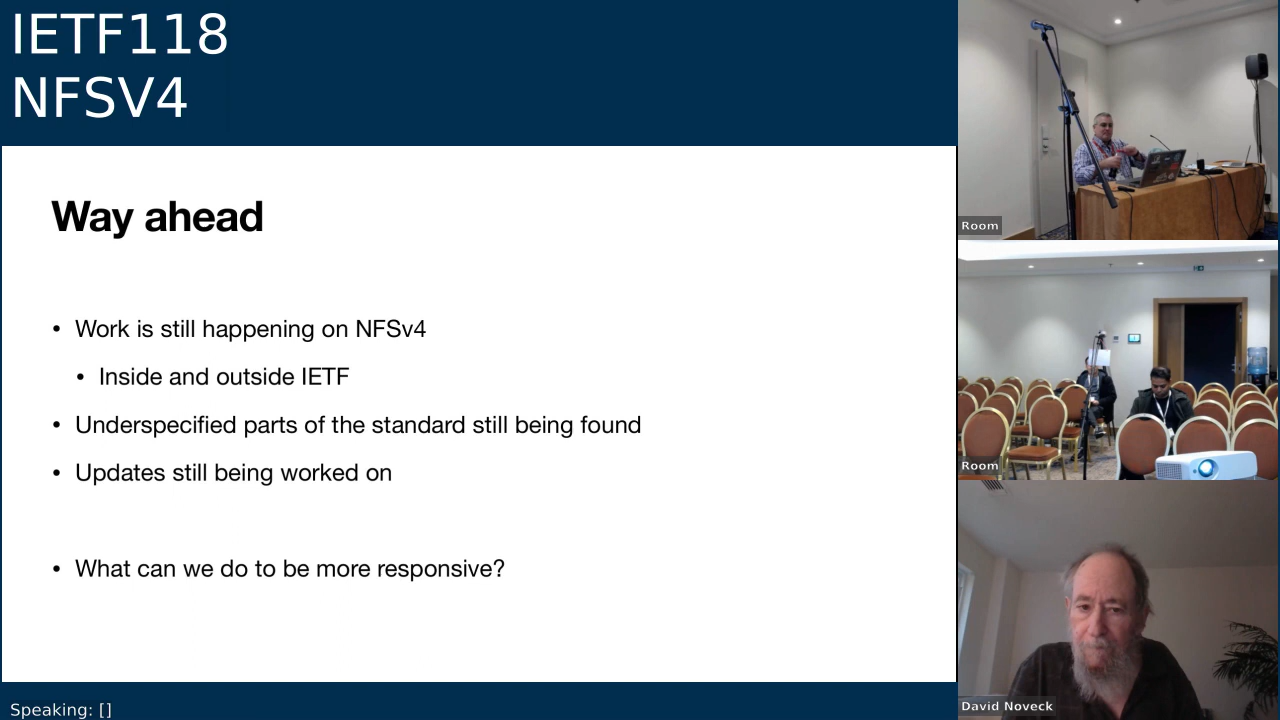 IETF118
NFSV4
Way ahead
• Work is still happening on NFSv4
• Inside and outside IETF
• Underspecified parts of the standard still being found
• Updates still being worked on
• What can we do to be more responsive?
Speaking: []
Room
Room
David Noveck